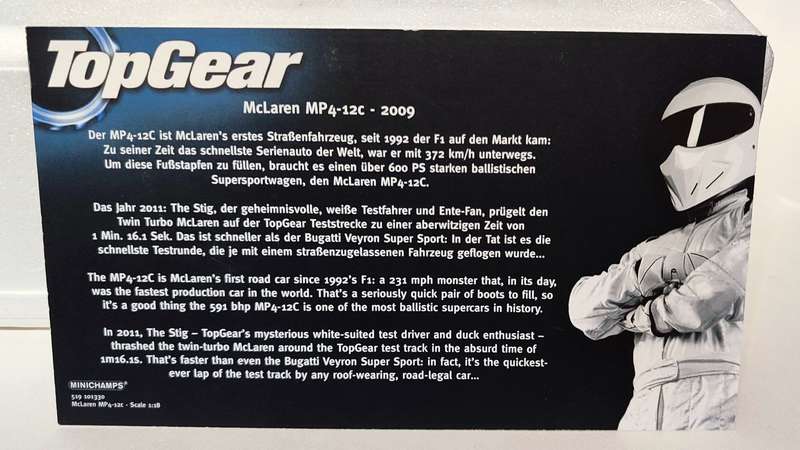 TopGear
McLaren MP4-12c - 2009
Der MP4-12C ist McLaren's erstes Straßenfahrzeug, seit 1992 der F1 auf den Markt kam:
Zu seiner Zeit das schnellste Serienauto der Welt, war er mit 372 km/h unterwegs.
Um diese Fußstapfen zu füllen, braucht es einen über 600 PS starken ballistischen
Supersportwagen, den McLaren MP4-12C.
Das Jahr 2011: The Stig, der geheimnisvolle, weiße Testfahrer und Ente-Fan, prügelt den
Twin Turbo McLaren auf der TopGear Teststrecke zu einer aberwitzigen Zeit von
1 Min. 16.1 Sek. Das ist schneller als der Bugatti Veyron Super Sport: In der Tat ist es die
schnellste Testrunde, die je mit einem straßenzugelassenen Fahrzeug geflogen wurde...
The MP4-12C is McLaren's first road car since 1992's F1: a 231 mph monster that, in its day,
was the fastest production car in the world. That's a seriously quick pair of boots to fill, so
it's a good thing the 591 bhp MP4-12C is one of the most ballistic supercars in history.
In 2011, The Stig – TopGear's mysterious white-suited test driver and duck enthusiast –
thrashed the twin-turbo McLaren around the TopGear test track in the absurd time of
1m16.1s. That's faster than even the Bugatti Veyron Super Sport: in fact, it's the quickest-
ever lap of the test track by any roof-wearing, road-legal car...
MINICHAMPS®
519 101330
McLaren MP4-12c - Scale 1:18